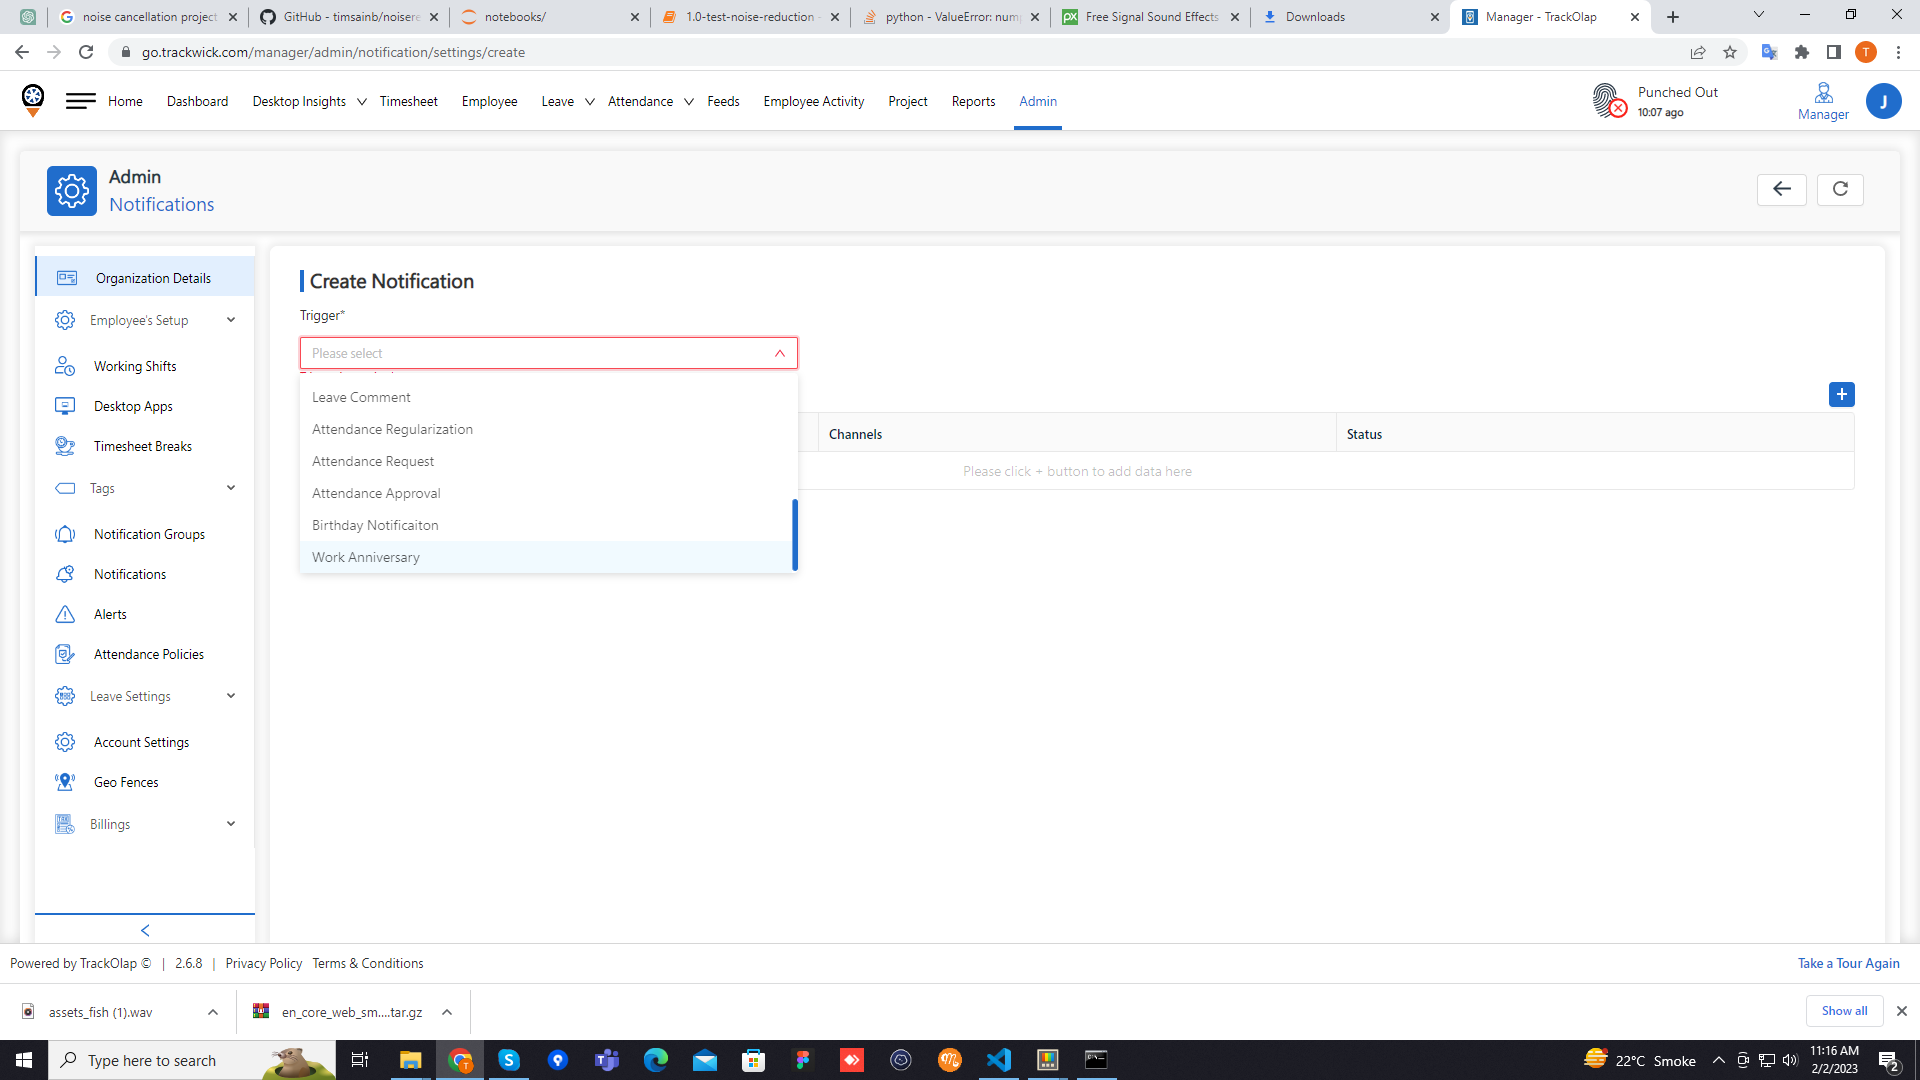 noise cancellation project
GitHub - timsainb/noisere
notebooks/
1.0-test-noise-reduction
python - ValueError: nump
Free Signal Sound Effects
Downloads
Manager - TrackOlap
go.trackwick.com/manager/admin/notification/settings/create
T
Home
Dashboard
Desktop Insights
Timesheet
Employee
Leave
Attendance
Feeds
Employee Activity
Project
Reports
Admin
Punched Out
10:07 ago
Manager
J
Admin
Notifications
Organization Details
Employee's Setup
Working Shifts
Desktop Apps
Timesheet Breaks
Tags
Notification Groups
Notifications
Alerts
Attendance Policies
Leave Settings
Account Settings
Geo Fences
Billings
Create Notification
Trigger*
Please select
Leave Comment
Attendance Regularization
Attendance Request
Attendance Approval
Birthday Notificaiton
Work Anniversary
+
Channels
Status
Please click + button to add data here
Powered by TrackOlap © | 2.6.8 | Privacy Policy Terms & Conditions
Take a Tour Again
assets_fish (1).wav
en_core_web_sm....tar.gz
Show all
Type here to search
22°C Smoke
11:16 AM
2/2/2023
2